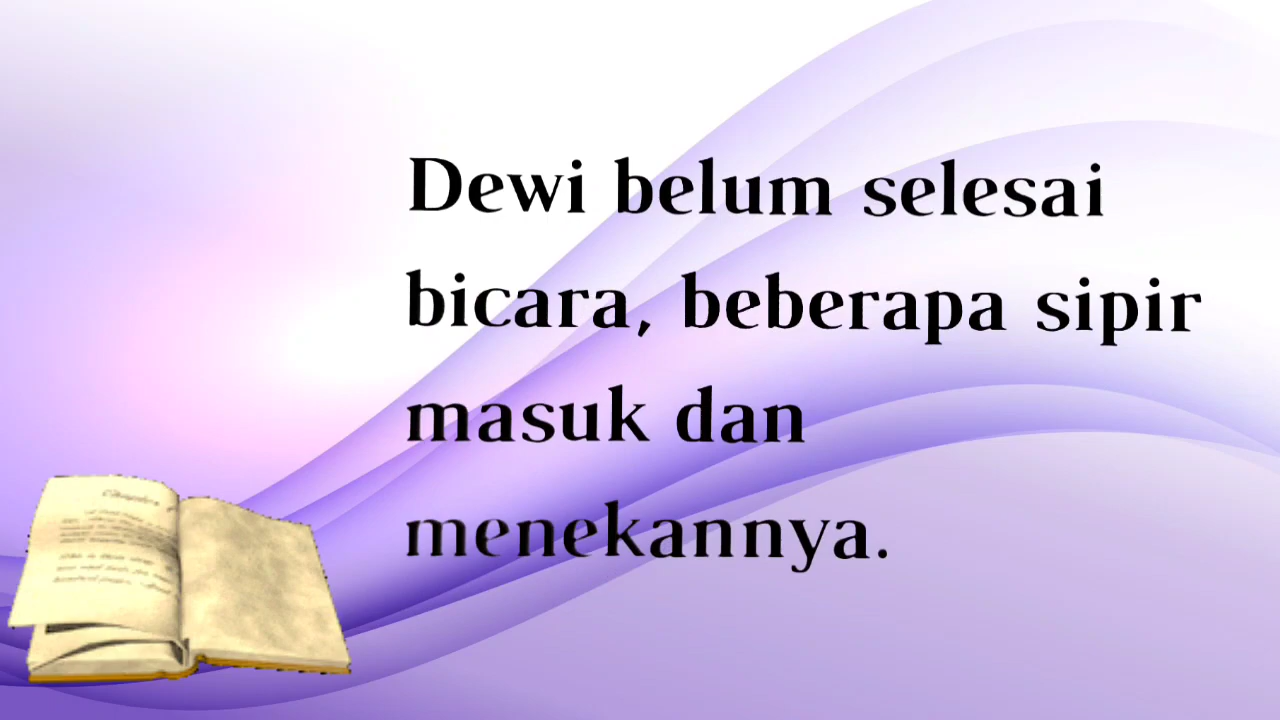 Dewi belum selesai
bicara, beberapa sipir
masuk dan
menekannya.